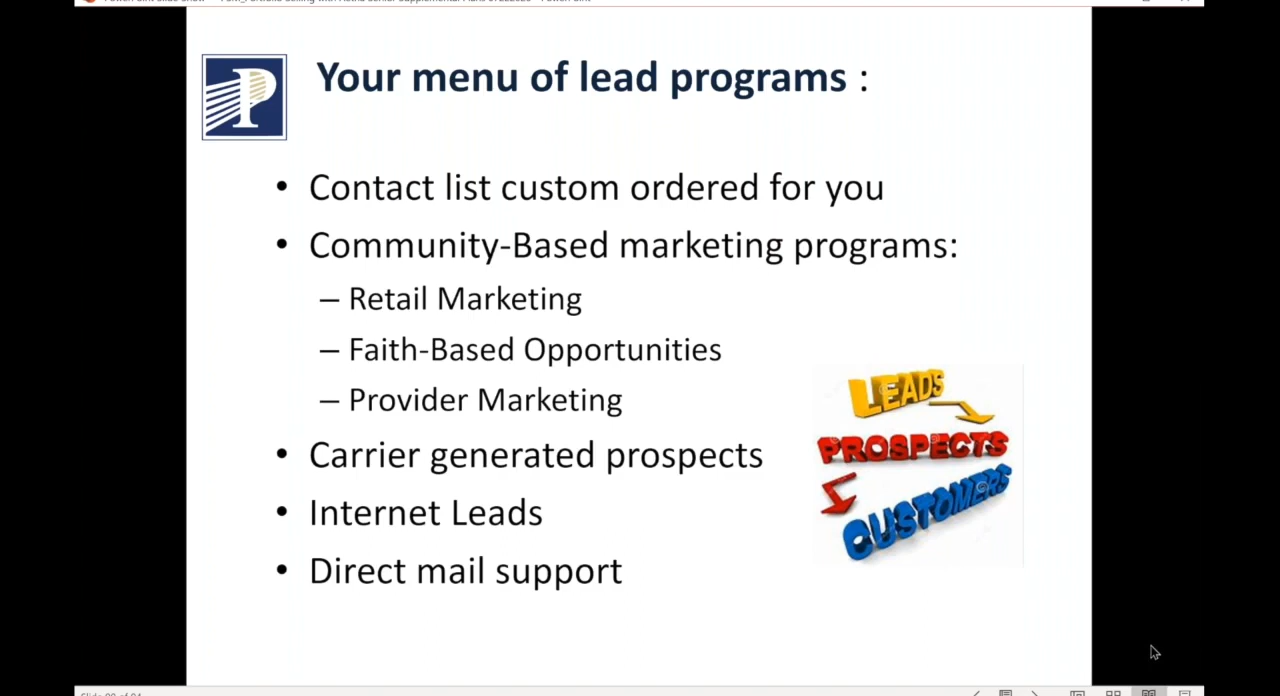 Your menu of lead programs :
• Contact list custom ordered for you
• Community-Based marketing programs:
– Retail Marketing
– Faith-Based Opportunities
– Provider Marketing
• Carrier generated prospects
• Internet Leads
• Direct mail support
P
LEADS
PROSPECTS
CUSTOMERS